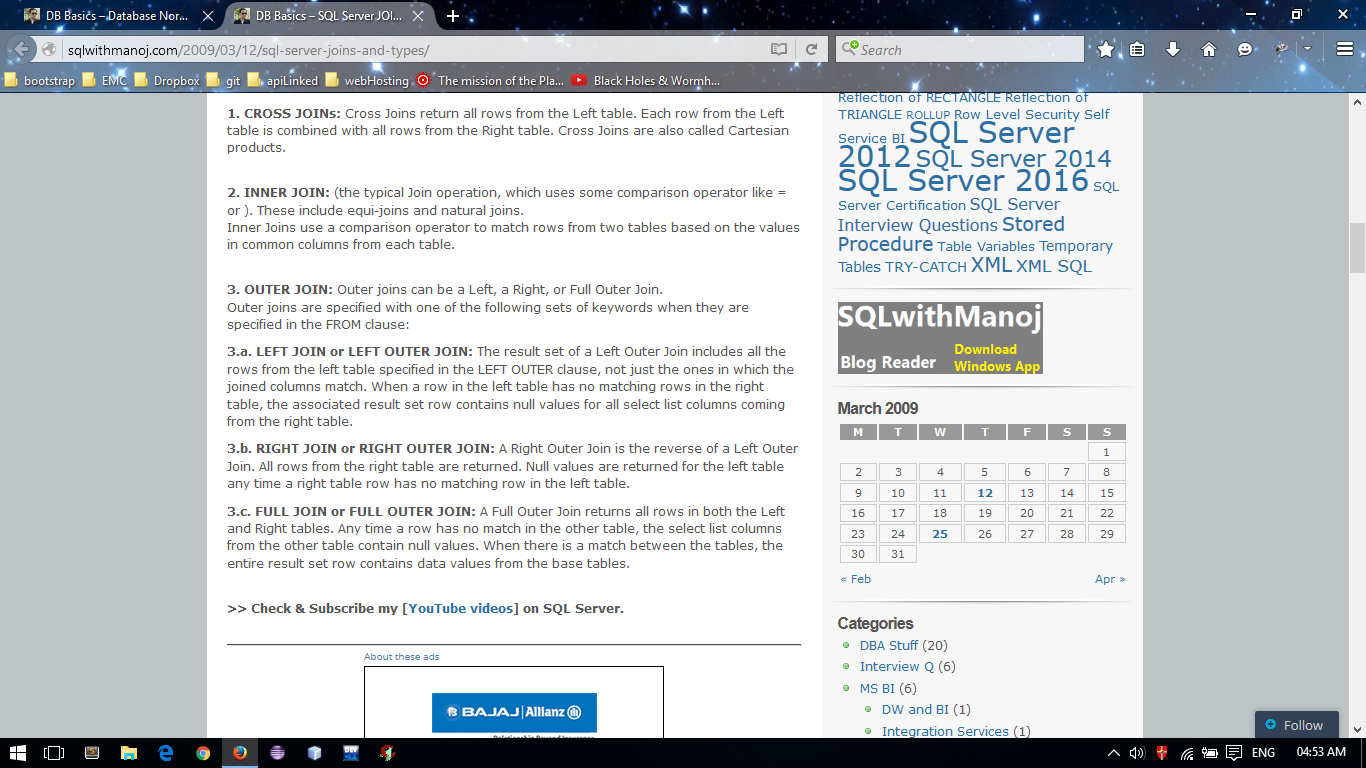 DB Basics – Database Nor...
DB Basics – SQL Server JOI...
sqlwithmanoj.com/2009/03/12/sql-server-joins-and-types/
Search
bootstrap
EMC
Dropbox
git
apiLinked
webHosting
The mission of the Pla...
Black Holes & Wormh...
1. CROSS JOINs: Cross Joins return all rows from the Left table. Each row from the Left
table is combined with all rows from the Right table. Cross Joins are also called Cartesian
products.
2. INNER JOIN: (the typical Join operation, which uses some comparison operator like =
or ). These include equi-joins and natural joins.
Inner Joins use a comparison operator to match rows from two tables based on the values
in common columns from each table.
3. OUTER JOIN: Outer joins can be a Left, a Right, or Full Outer Join.
Outer joins are specified with one of the following sets of keywords when they are
specified in the FROM clause:
3.a. LEFT JOIN or LEFT OUTER JOIN: The result set of a Left Outer Join includes all the
rows from the left table specified in the LEFT OUTER clause, not just the ones in which the
joined columns match. When a row in the left table has no matching rows in the right
table, the associated result set row contains null values for all select list columns coming
from the right table.
3.b. RIGHT JOIN or RIGHT OUTER JOIN: A Right Outer Join is the reverse of a Left Outer
Join. All rows from the right table are returned. Null values are returned for the left table
any time a right table row has no matching row in the left table.
3.c. FULL JOIN or FULL OUTER JOIN: A Full Outer Join returns all rows in both the Left
and Right tables. Any time a row has no match in the other table, the select list columns
from the other table contain null values. When there is a match between the tables, the
entire result set row contains data values from the base tables.
>> Check & Subscribe my [YouTube videos] on SQL Server.
About these ads
BAJAJ | Allianz
Reflection of RECTANGLE Reflection of
TRIANGLE ROLLUP Row Level Security Self
Service BI SQL Server
2012 SQL Server 2014
SQL Server 2016 SQL
Server Certification SQL Server
Interview Questions Stored
Procedure Table Variables Temporary
Tables TRY-CATCH XML XML SQL
SQLwithManoj
Blog Reader
Download
Windows App
March 2009
M T W T F S S
1
2 3 4 5 6 7 8
9 10 11 12 13 14 15
16 17 18 19 20 21 22
23 24 25 26 27 28 29
30 31
« Feb Apr »
Categories
DBA Stuff (20)
Interview Q (6)
MS BI (6)
DW and BI (1)
Integration Services (1)
Follow
ENG 04:53 AM